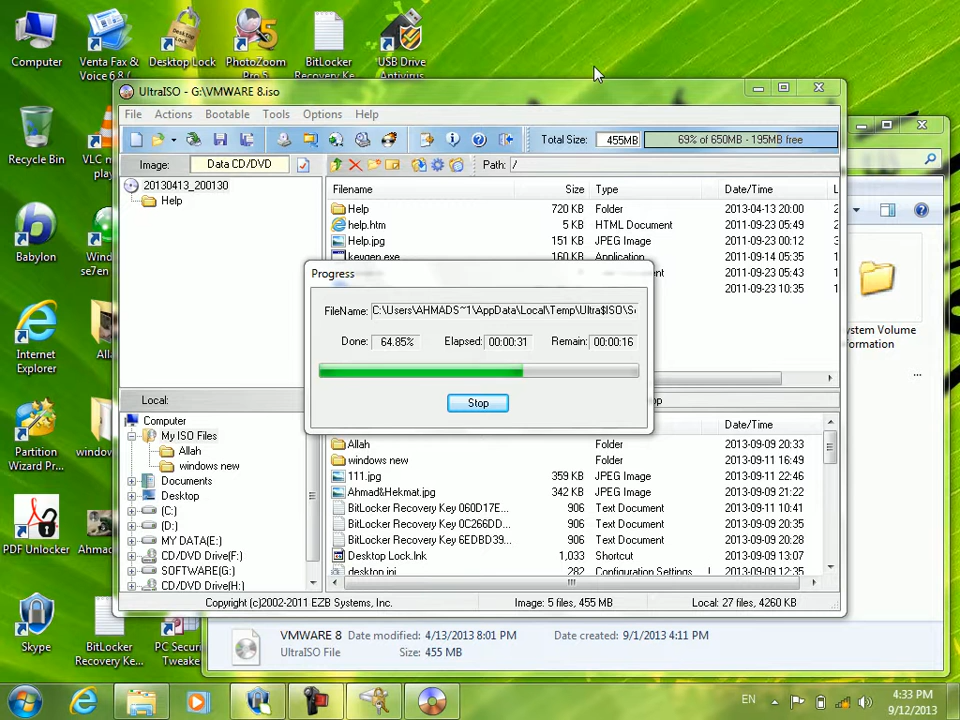 Computer
Venta Fax &
Voice 6.8 (
Desktop Lock
PhotoZoom
Pro 5
BitLocker
Recovery Ke
USB Drive
Antivirus
Recycle Bin
VLC m
play
Babylon
Wind
se7en
Internet
Explorer
Alla
Partition
Wizard Pr...
window
PDF Unlocker
Ahmad
Skype
BitLocker
Recovery Ke...
PC Securi
Tweake
UltraISO - G:\VMWARE 8.iso
File Actions Bootable Tools Options Help
Total Size: 455MB 69% of 650MB - 195MB free
Image: Data CD/DVD Path: /
20130413_200130
Help
Filename Size Type Date/Time L
Help 720 KB Folder 2013-04-13 20:00
help.htm 5 KB HTML Document 2011-09-23 05:49
Help.jpg 151 KB JPEG Image 2011-09-23 00:12
keygen.exe 160 KB Application 2011-09-14 05:35
2011-09-23 05:43
2011-09-23 10:35
Progress
FileName: C:\Users\AHMADS~1\AppData\Local\Temp\Ultra$ISO\S
Done: 64.85% Elapsed: 00:00:31 Remain: 00:00:16
Stop
Local:
Computer
My ISO Files
Allah
windows new
Documents
Desktop
(C:)
(D:)
MY DATA(E:)
CD/DVD Drive(F:)
SOFTWARE(G:)
CD/DVD Drive(H:)
Date/Time
Allah Folder 2013-09-09 20:33
windows new Folder 2013-09-11 16:49
111.jpg 359 KB JPEG Image 2013-09-11 22:46
Ahmad&Hekmat.jpg 342 KB JPEG Image 2013-09-09 21:22
BitLocker Recovery Key 060D17E... 906 Text Document 2013-09-11 10:41
BitLocker Recovery Key 0C266DD... 906 Text Document 2013-09-09 20:35
BitLocker Recovery Key 6EDBD39... 906 Text Document 2013-09-09 20:28
Desktop Lock.lnk 1,033 Shortcut 2013-09-09 13:07
desktop.ini 282 Configuration Settings 2013-09-09 12:35
Copyright (c)2002-2011 EZB Systems, Inc. Image: 5 files, 455 MB Local: 27 files, 4260 KB
ystem Volume
formation
...
VMWARE 8 Date modified: 4/13/2013 8:01 PM Date created: 9/1/2013 4:11 PM
UltraISO File Size: 455 MB
EN
4:33 PM
9/12/2013